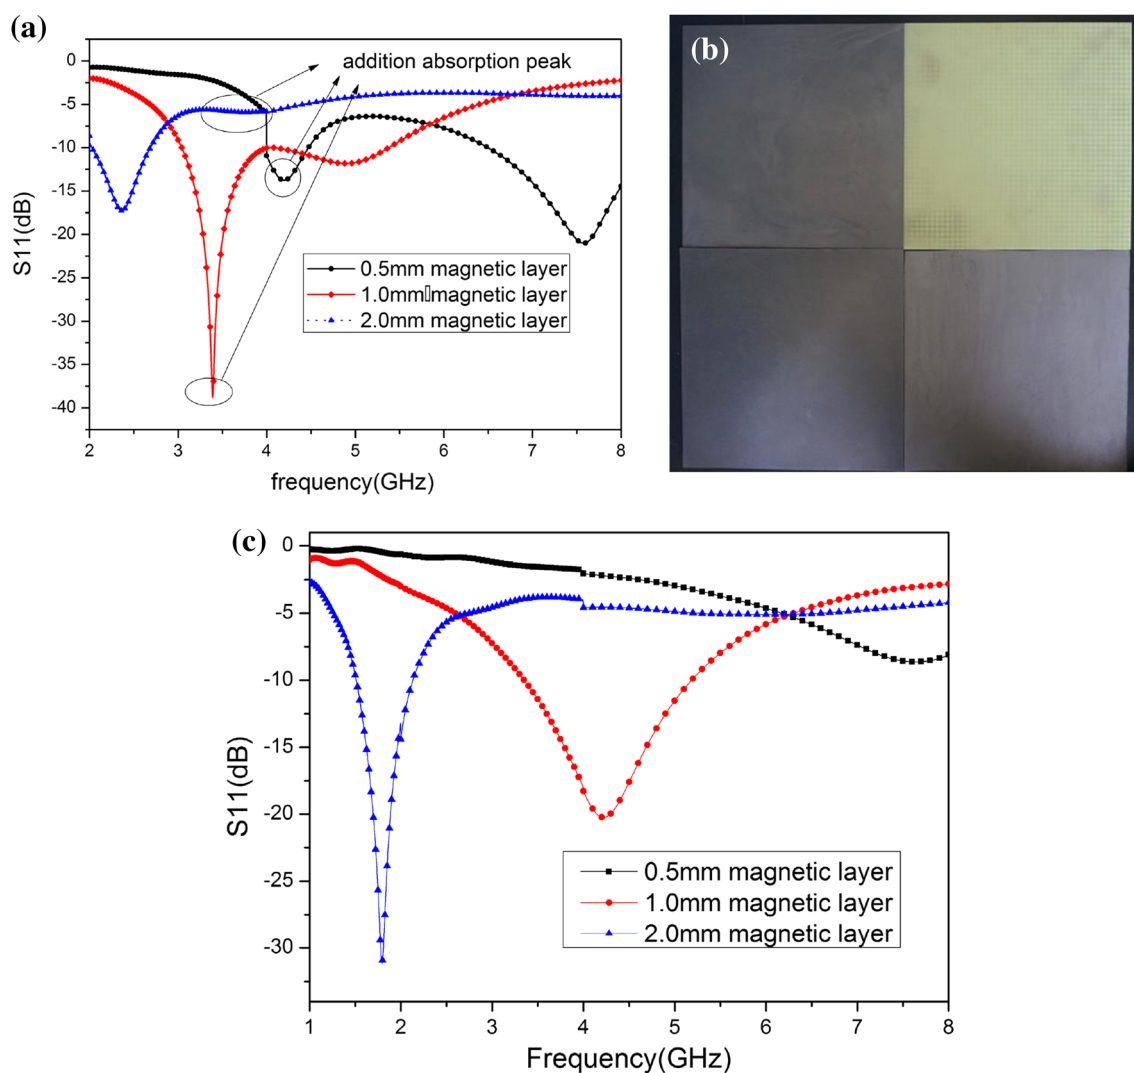 (a)
0
-5
-10
-15
-20
-25
-30
-35
-40
S11(dB)
addition absorption peak
0.5mm magnetic layer
1.0mm▯magnetic layer
2.0mm magnetic layer
2 3 4 5 6 7 8
frequency(GHz)
(b)
(c)
0
-5
-10
-15
-20
-25
-30
S11(dB)
0.5mm magnetic layer
1.0mm magnetic layer
2.0mm magnetic layer
1 2 3 4 5 6 7 8
Frequency(GHz)